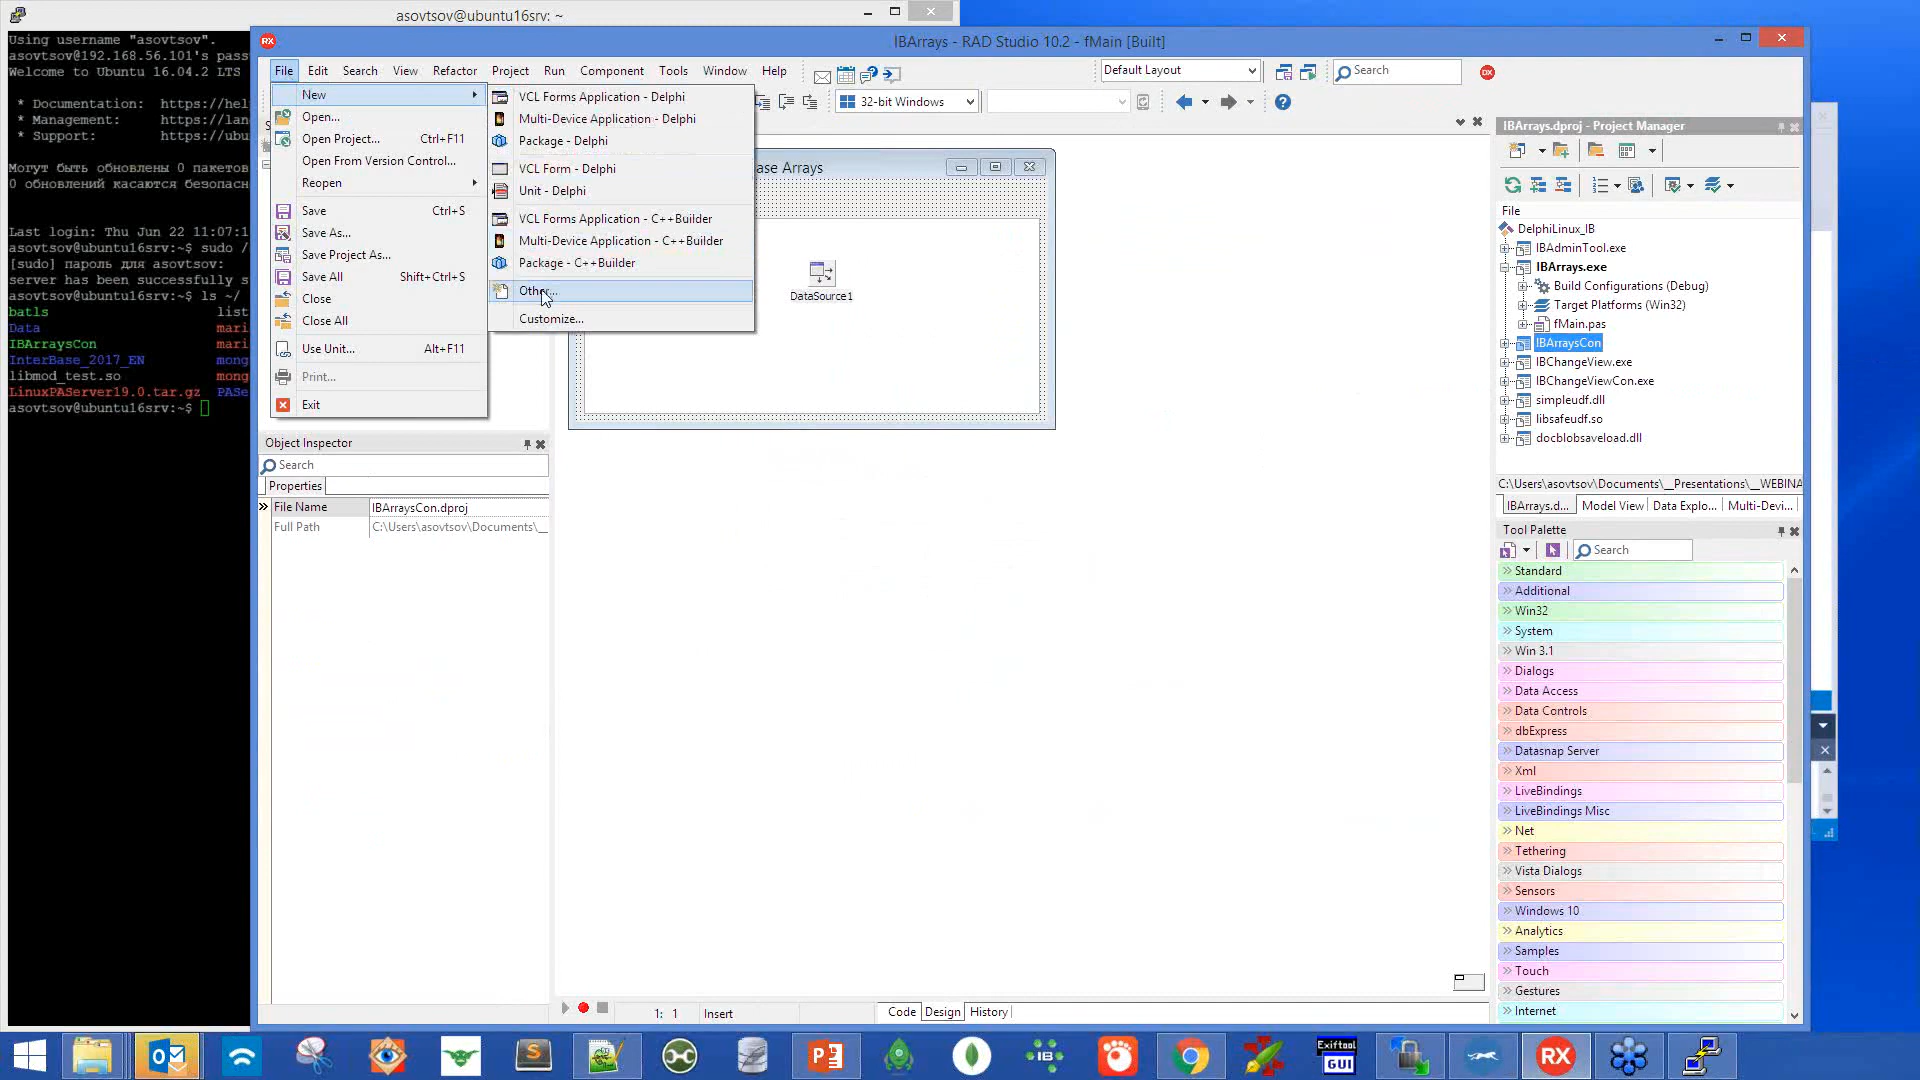 asovtsov@ubuntu16srv: ~
Using username "asovtsov".
asovtsov@192.168.56.101's pass
Welcome to Ubuntu 16.04.2 LTS
* Documentation:  https://hel
* Management:     https://lan
* Support:        https://ubu
Могут быть обновлены 0 пакетов
0 обновлений касаются безопасн
Last login: Thu Jun 22 11:07:1
asovtsov@ubuntu16srv:~$ sudo /
[sudo] пароль для asovtsov:
server has been successfully s
asovtsov@ubuntu16srv:~$ ls ~/
batls list
Data mari
IBArraysCon mari
InterBase_2017_EN mong
libmod_test.so mong
LinuxPAServer19.0.tar.gz PASe
asovtsov@ubuntu16srv:~$
RX
IBArrays - RAD Studio 10.2 - fMain [Built]
File Edit Search View Refactor Project Run Component Tools Window Help
Default Layout
Search
32-bit Windows
New
Open...
Open Project... Ctrl+F11
Open From Version Control...
Reopen
Save Ctrl+S
Save As...
Save Project As...
Save All Shift+Ctrl+S
Close
Close All
Use Unit... Alt+F11
Print...
Exit
VCL Forms Application - Delphi
Multi-Device Application - Delphi
Package - Delphi
VCL Form - Delphi
Unit - Delphi
VCL Forms Application - C++Builder
Multi-Device Application - C++Builder
Package - C++Builder
Other...
Customize...
ase Arrays
DataSource1
Object Inspector
Search
Properties
File Name IBArraysCon.dproj
Full Path C:\Users\asovtsov\Documents\__
1: 1 Insert
Code Design History
IBArrays.dproj - Project Manager
File
DelphiLinux_IB
IBAdminTool.exe
IBArrays.exe
Build Configurations (Debug)
Target Platforms (Win32)
fMain.pas
IBArraysCon
IBChangeView.exe
IBChangeViewCon.exe
simpleudf.dll
libsafeudf.so
docblobsaveload.dll
C:\Users\asovtsov\Documents\__Presentations\__WEBINA
IBArrays.d... Model View Data Explo... Multi-Devi...
Tool Palette
Search
Standard
Additional
Win32
System
Win 3.1
Dialogs
Data Access
Data Controls
dbExpress
Datasnap Server
Xml
LiveBindings
LiveBindings Misc
Net
Tethering
Vista Dialogs
Sensors
Windows 10
Analytics
Samples
Touch
Gestures
Internet
IB
Exiftool
GUI
RX